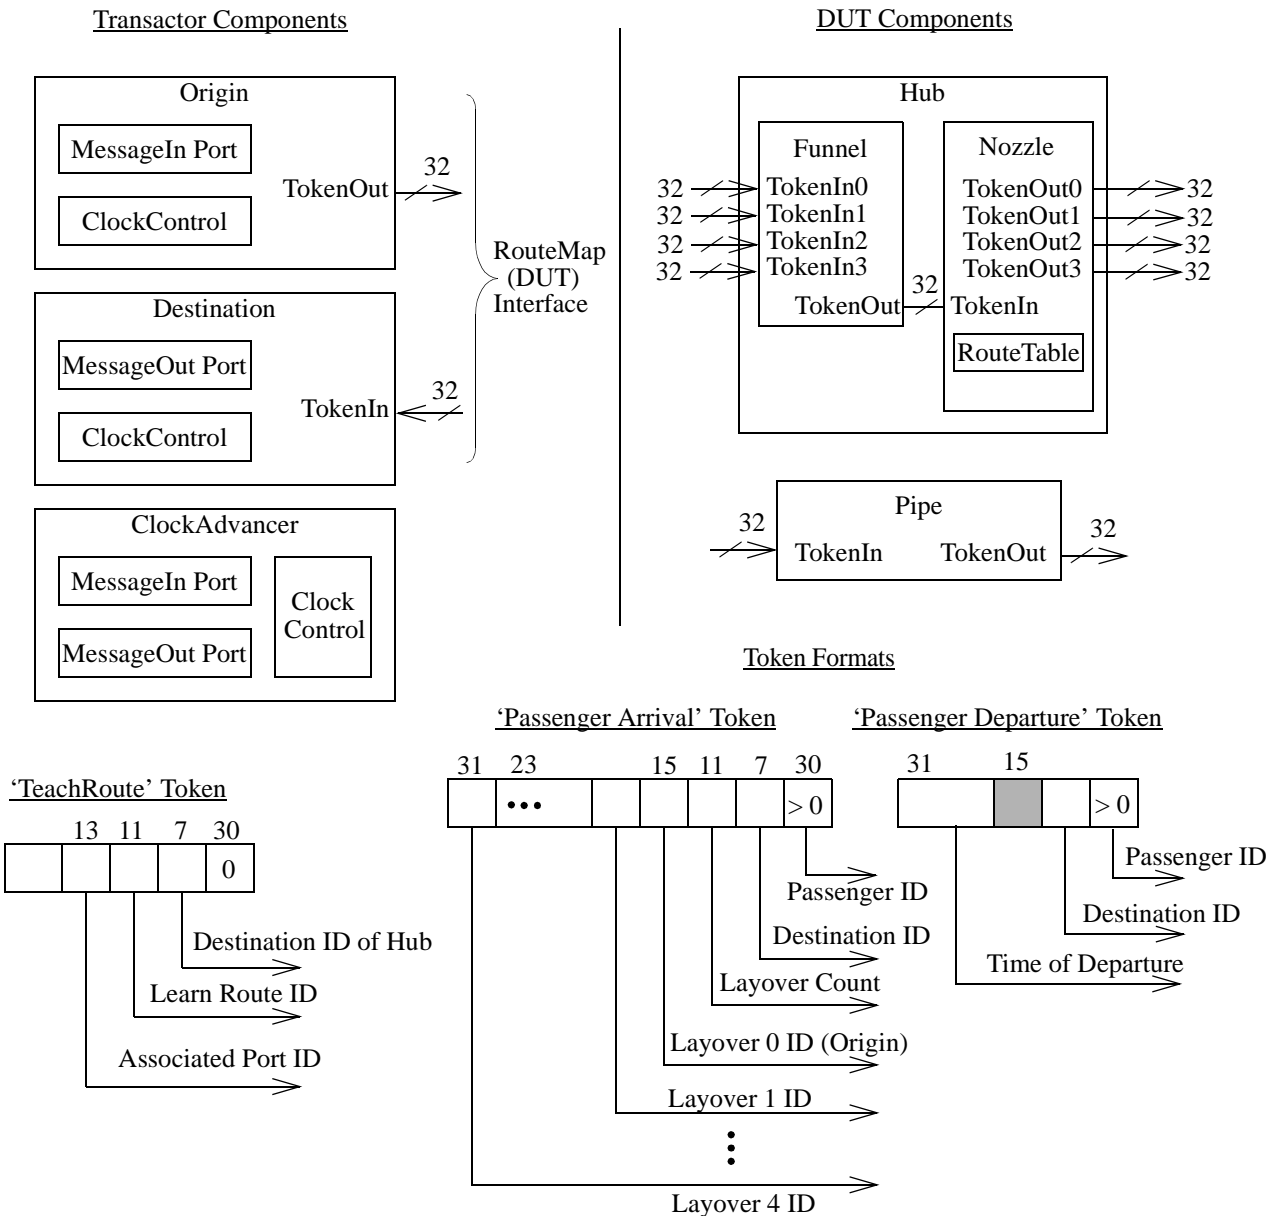 Transactor Components
Origin
MessageIn Port
ClockControl
TokenOut
32
Destination
MessageOut Port
ClockControl
TokenIn
32
RouteMap
(DUT)
Interface
ClockAdvancer
MessageIn Port
MessageOut Port
Clock
Control
DUT Components
Hub
Funnel
32 TokenIn0
32 TokenIn1
32 TokenIn2
32 TokenIn3
TokenOut
32
Nozzle
TokenOut0 32
TokenOut1 32
TokenOut2 32
TokenOut3 32
TokenIn
RouteTable
Pipe
32
TokenIn
TokenOut
32
Token Formats
‘TeachRoute’ Token
13 11 7 30
0
Destination ID of Hub
Learn Route ID
Associated Port ID
‘Passenger Arrival’ Token
31 23 15 11 7 30
••• > 0
Passenger ID
Destination ID
Layover Count
Layover 0 ID (Origin)
Layover 1 ID
Layover 4 ID
‘Passenger Departure’ Token
31 15
> 0
Passenger ID
Destination ID
Time of Departure